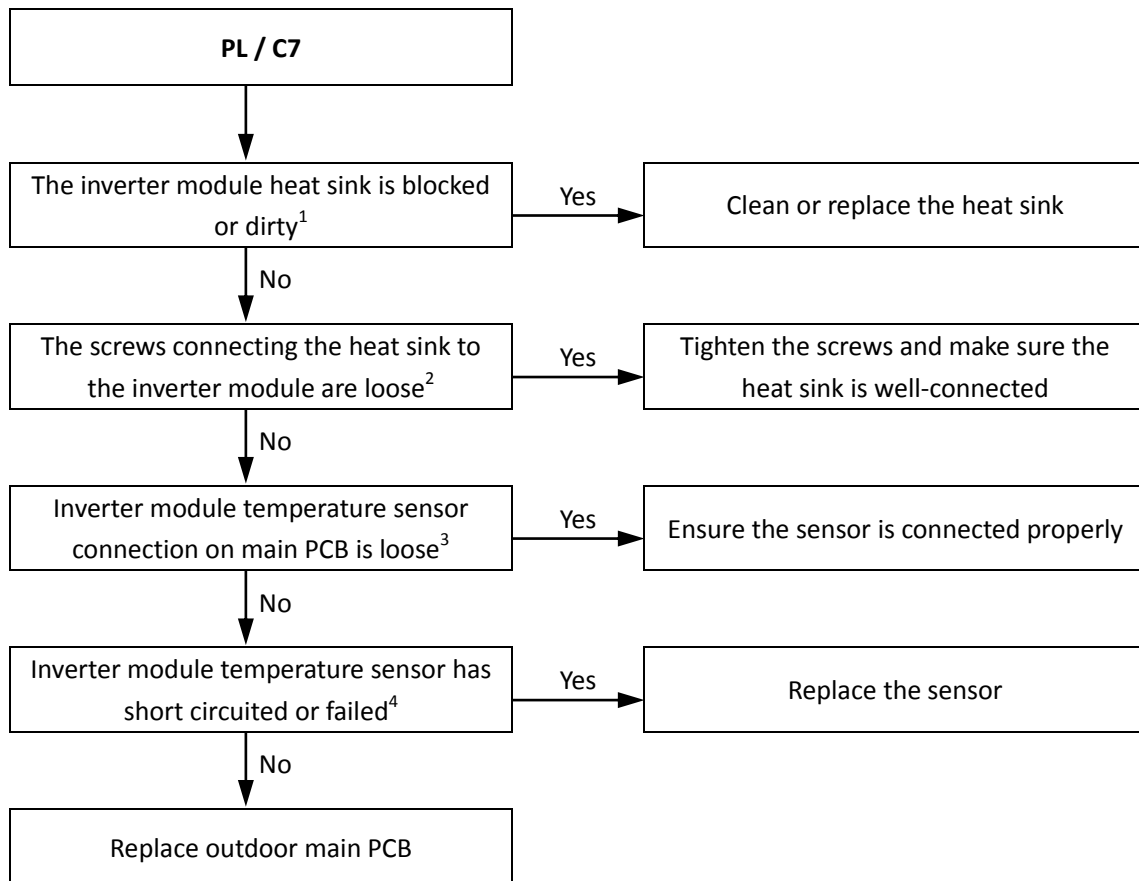 PL / C7
The inverter module heat sink is blocked
or dirty¹
Yes
Clean or replace the heat sink
No
The screws connecting the heat sink to
the inverter module are loose²
Yes
Tighten the screws and make sure the
heat sink is well-connected
No
Inverter module temperature sensor
connection on main PCB is loose³
Yes
Ensure the sensor is connected properly
No
Inverter module temperature sensor has
short circuited or failed⁴
Yes
Replace the sensor
No
Replace outdoor main PCB